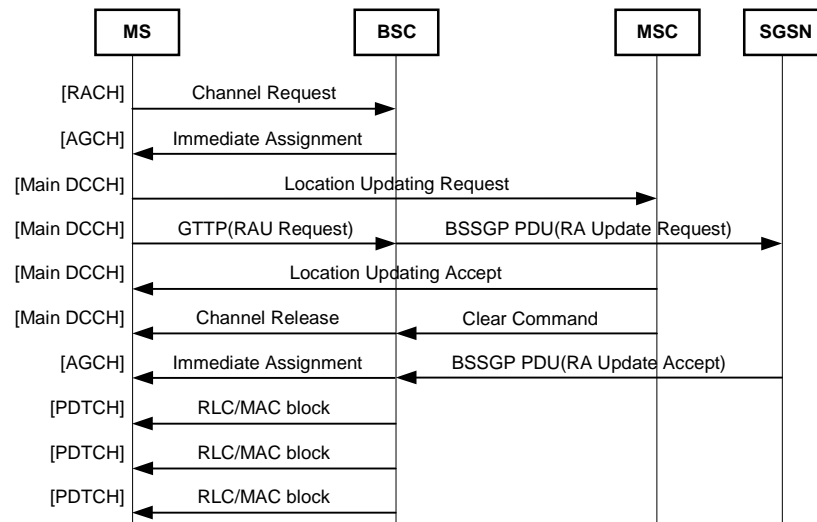 MS BSC MSC SGSN
[RACH] Channel Request
[AGCH] Immediate Assignment
[Main DCCH] Location Updating Request
[Main DCCH] GTTP(RAU Request) BSSGP PDU(RA Update Request)
[Main DCCH] Location Updating Accept
[Main DCCH] Channel Release Clear Command
[AGCH] Immediate Assignment BSSGP PDU(RA Update Accept)
[PDTCH] RLC/MAC block
[PDTCH] RLC/MAC block
[PDTCH] RLC/MAC block